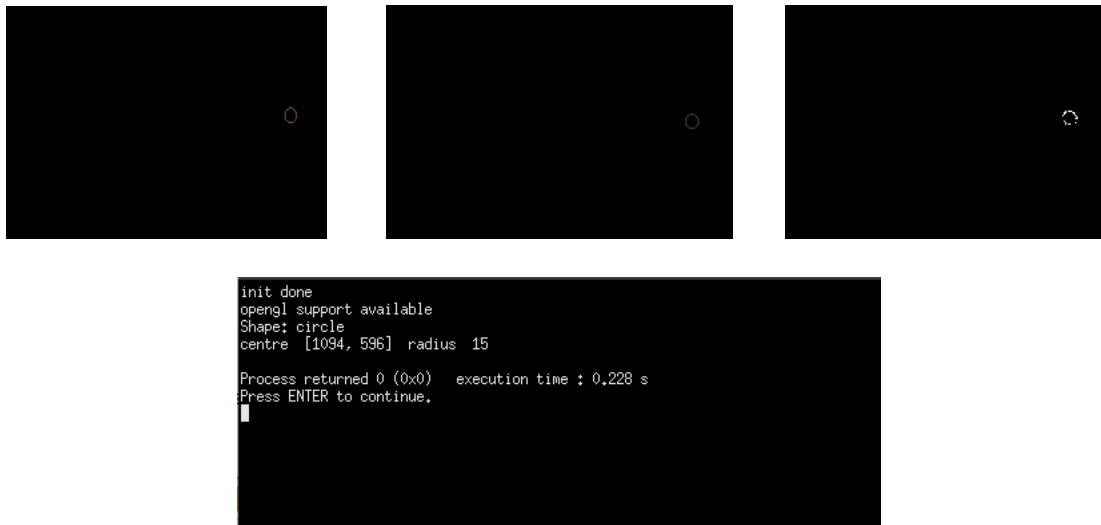 init done
opengl support available
Shape: circle
centre [1094, 596] radius 15
Process returned 0 (0x0) execution time : 0.228 s
Press ENTER to continue.